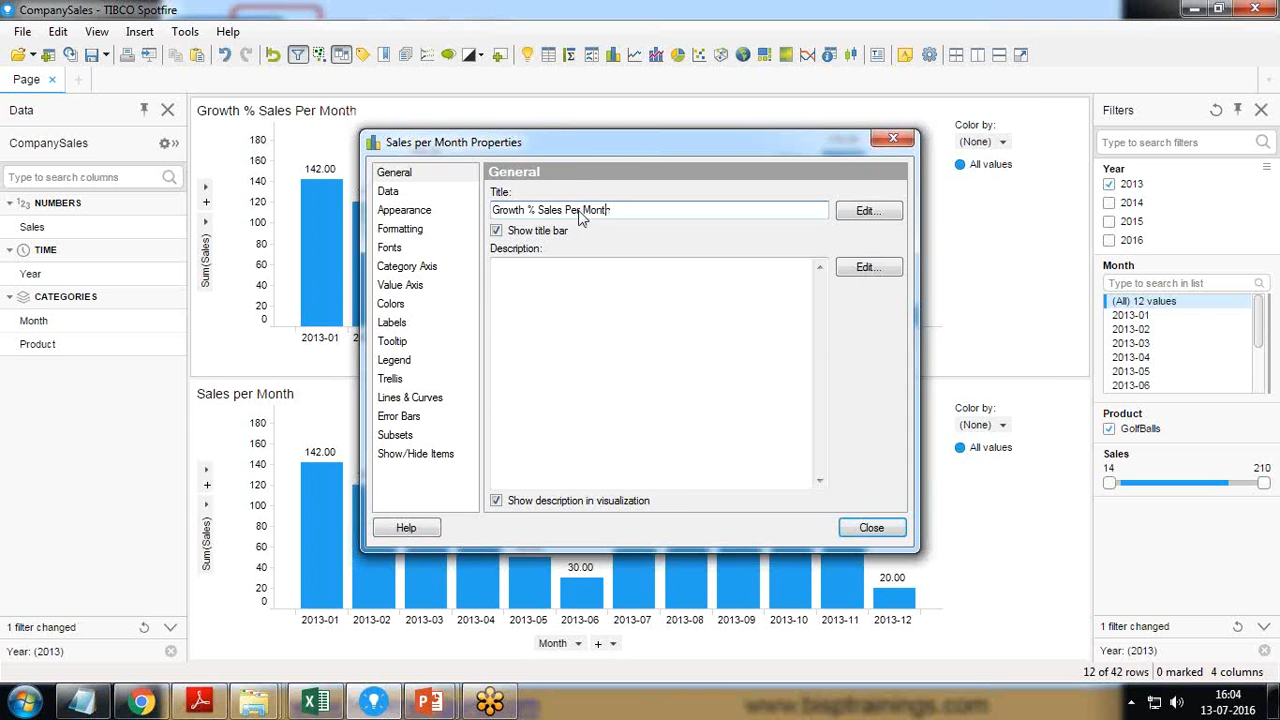 CompanySales - TIBCO Spotfire
File Edit View Insert Tools Help
Page
Data
CompanySales
Type to search columns
NUMBERS
Sales
TIME
Year
CATEGORIES
Month
Product
1 filter changed
Year: (2013)
Growth % Sales Per Month
180
160
140
120
100
80
60
40
20
0
Sum(Sales)
142.00
2013-01
Color by:
(None)
All values
Sales per Month Properties
General
Data
Appearance
Formatting
Fonts
Category Axis
Value Axis
Colors
Labels
Tooltip
Legend
Trellis
Lines & Curves
Error Bars
Subsets
Show/Hide Items
General
Title:
Growth % Sales Per Month
Edit...
Show title bar
Description:
Edit...
Show description in visualization
Help
Close
Sales per Month
180
160
140
120
100
80
60
40
20
0
Sum(Sales)
142.00
30.00
20.00
2013-01 2013-02 2013-03 2013-04 2013-05 2013-06 2013-07 2013-08 2013-09 2013-10 2013-11 2013-12
Month
Color by:
(None)
All values
Filters
Type to search filters
Year
2013
2014
2015
2016
Month
Type to search in list
(All) 12 values
2013-01
2013-02
2013-03
2013-04
2013-05
2013-06
Product
GolfBalls
Sales
14 210
1 filter changed
Year: (2013)
12 of 42 rows 0 marked 4 columns
www.bisptrainings.com
16:04
13-07-2016